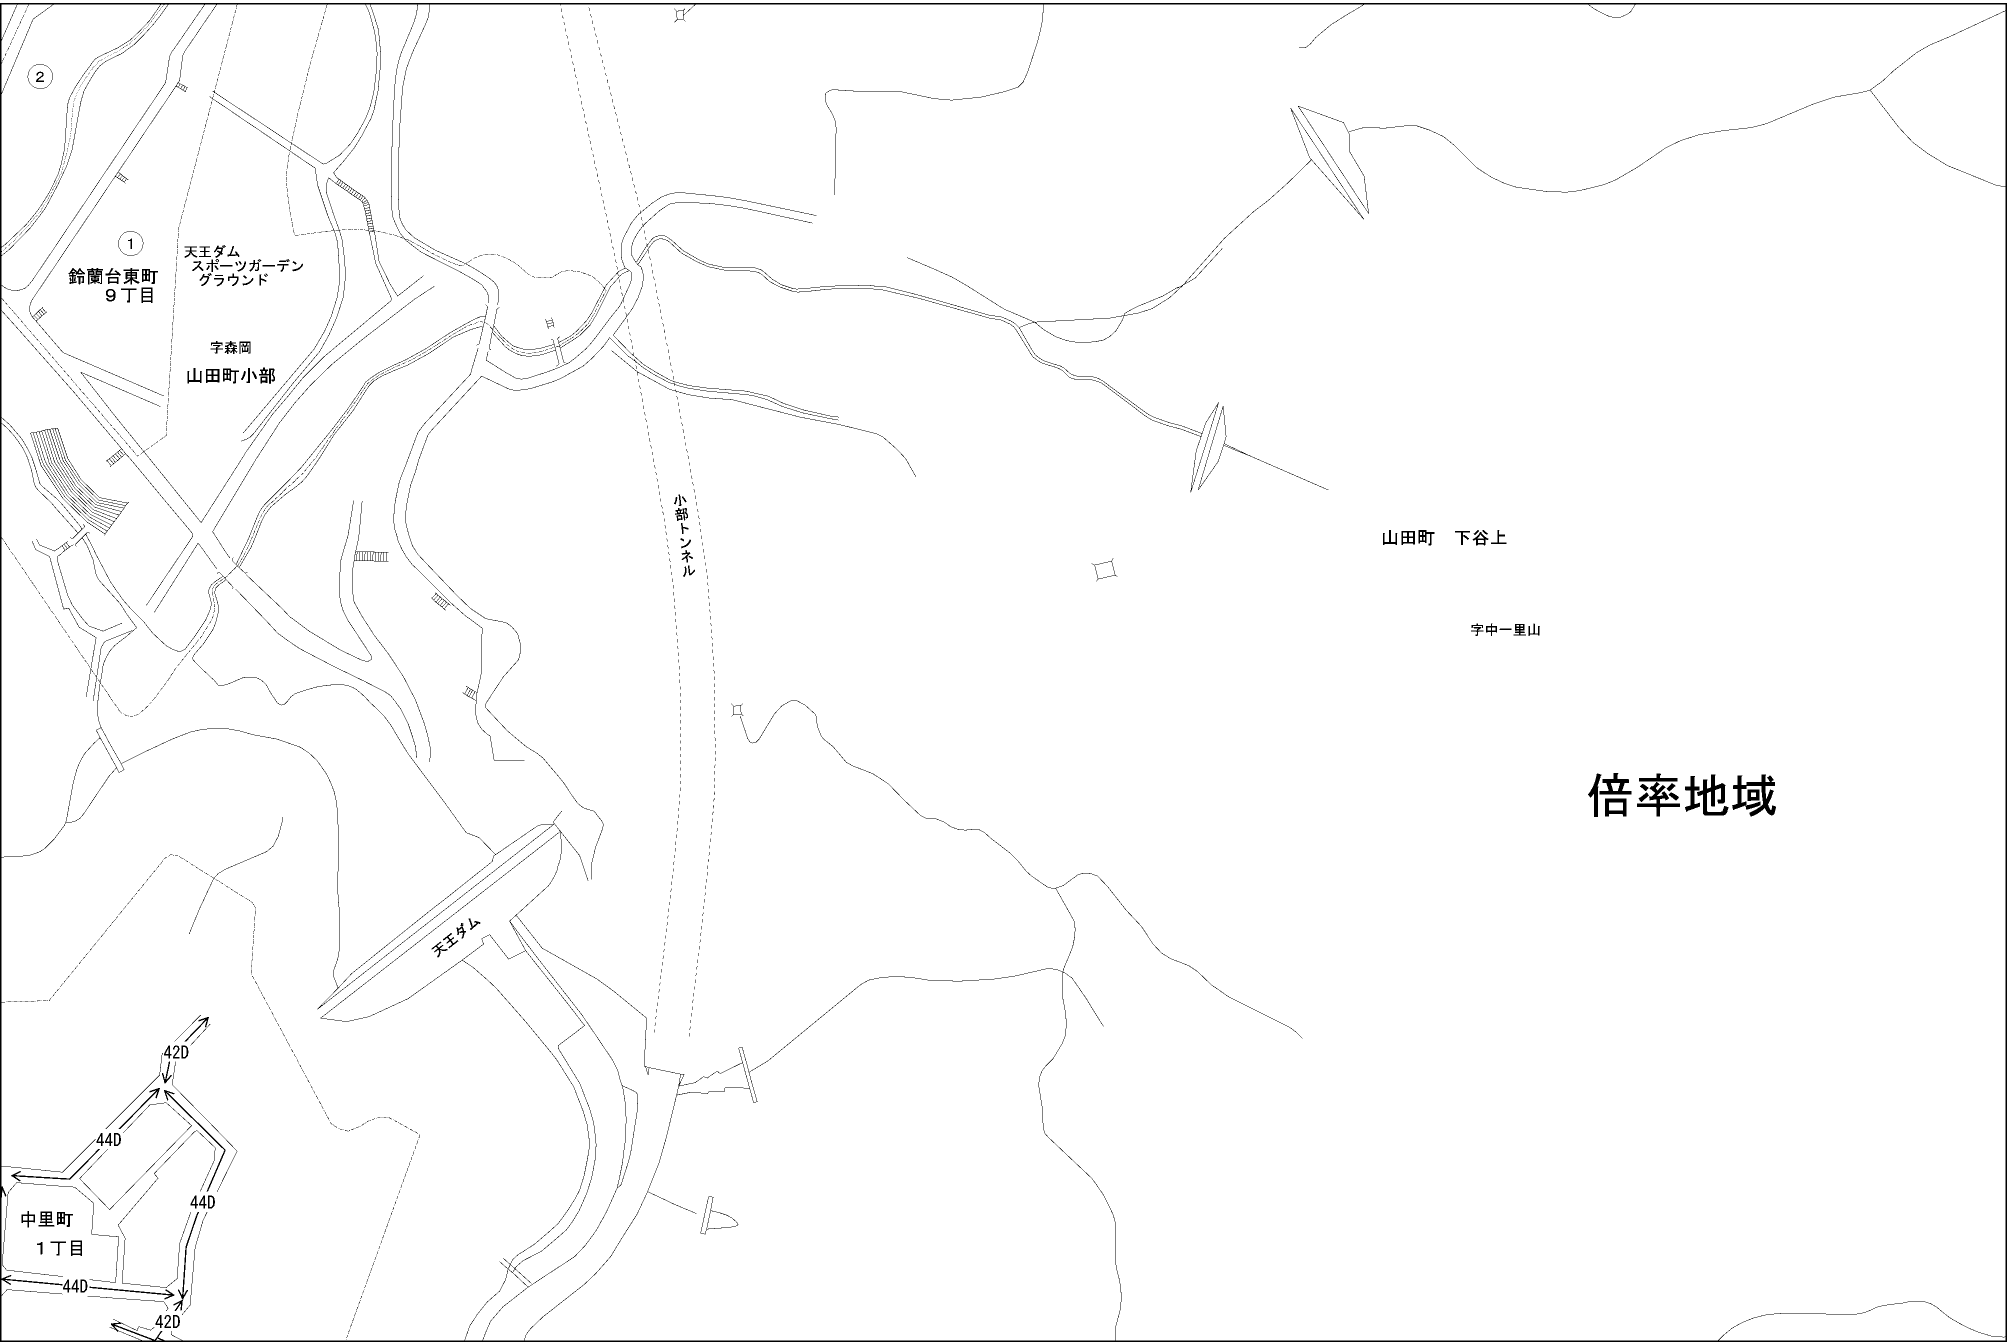 2
1
鈴蘭台東町
9丁目
天王ダム
スポーツガーデン
グラウンド
字森岡
山田町小部
小部トンネル
山田町　下谷上
字中一里山
倍率地域
天王ダム
42D
44D
44D
中里町
1丁目
44D
42D